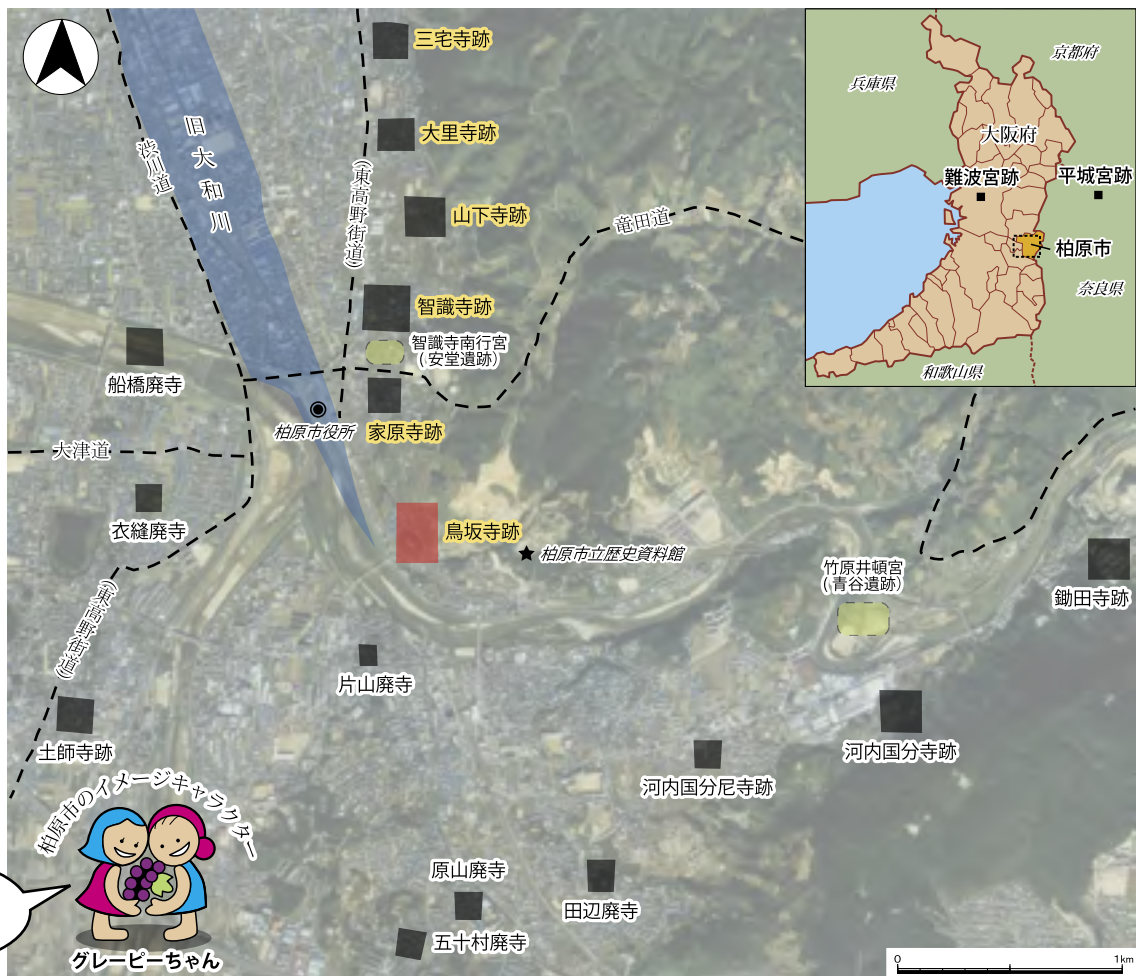 三宅寺跡
大里寺跡
山下寺跡
智識寺跡
智識寺南行宮
（安堂遺跡）
家原寺跡
鳥坂寺跡
旧大和川
渋川道
（東高野街道）
竜田道
船橋廃寺
柏原市役所
大津道
衣縫廃寺
柏原市立歴史資料館
竹原井頓宮
（青谷遺跡）
鋤田寺跡
（東高野街道）
片山廃寺
土師寺跡
河内国分寺跡
河内国分尼寺跡
原山廃寺
田辺廃寺
五十村廃寺
柏原市のイメージキャラクター
グレーピーちゃん
京都府
兵庫県
大阪府
難波宮跡
平城宮跡
柏原市
奈良県
和歌山県
0
1km